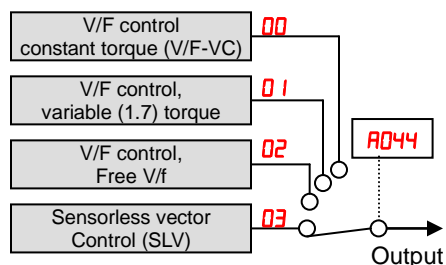 V/F control
constant torque (V/F-VC)
00
V/F control,
variable (1.7) torque
01
A044
V/F control,
Free V/f
02
Sensorless vector
Control (SLV)
03
Output